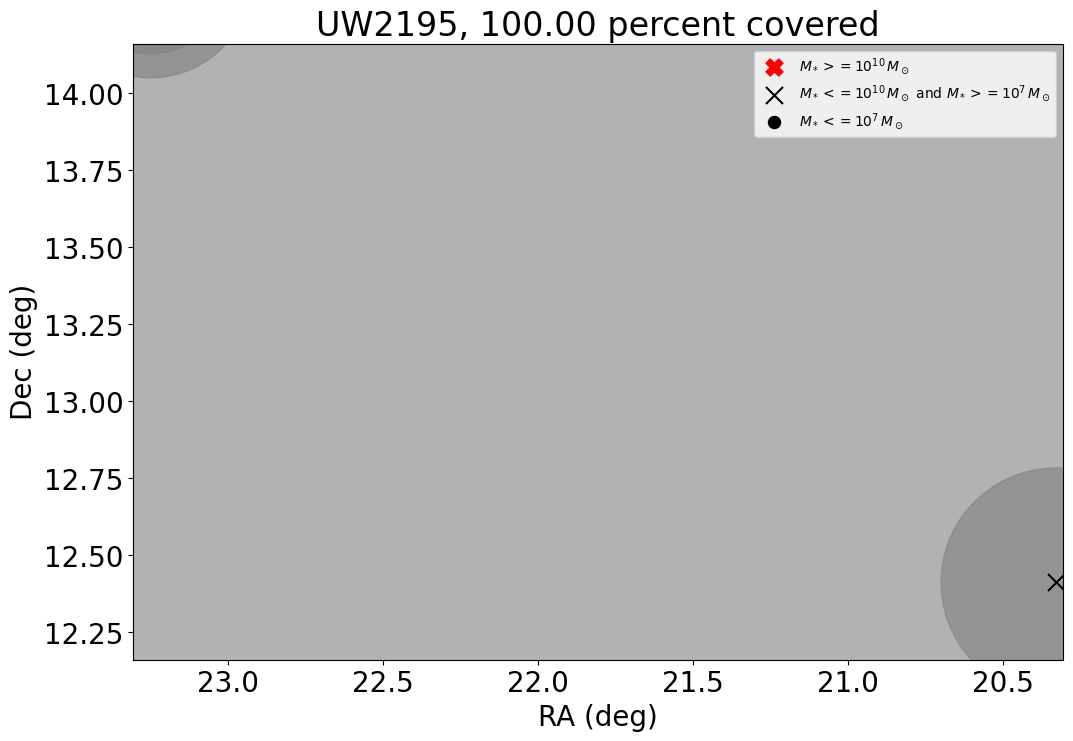 UW2195, 100.00 percent covered
M* >= 10^10 M⊙
M* <= 10^10 M⊙ and M* >= 10^7 M⊙
M* <= 10^7 M⊙
14.00
13.75
13.50
13.25
13.00
12.75
12.50
12.25
Dec (deg)
23.0 22.5 22.0 21.5 21.0 20.5
RA (deg)